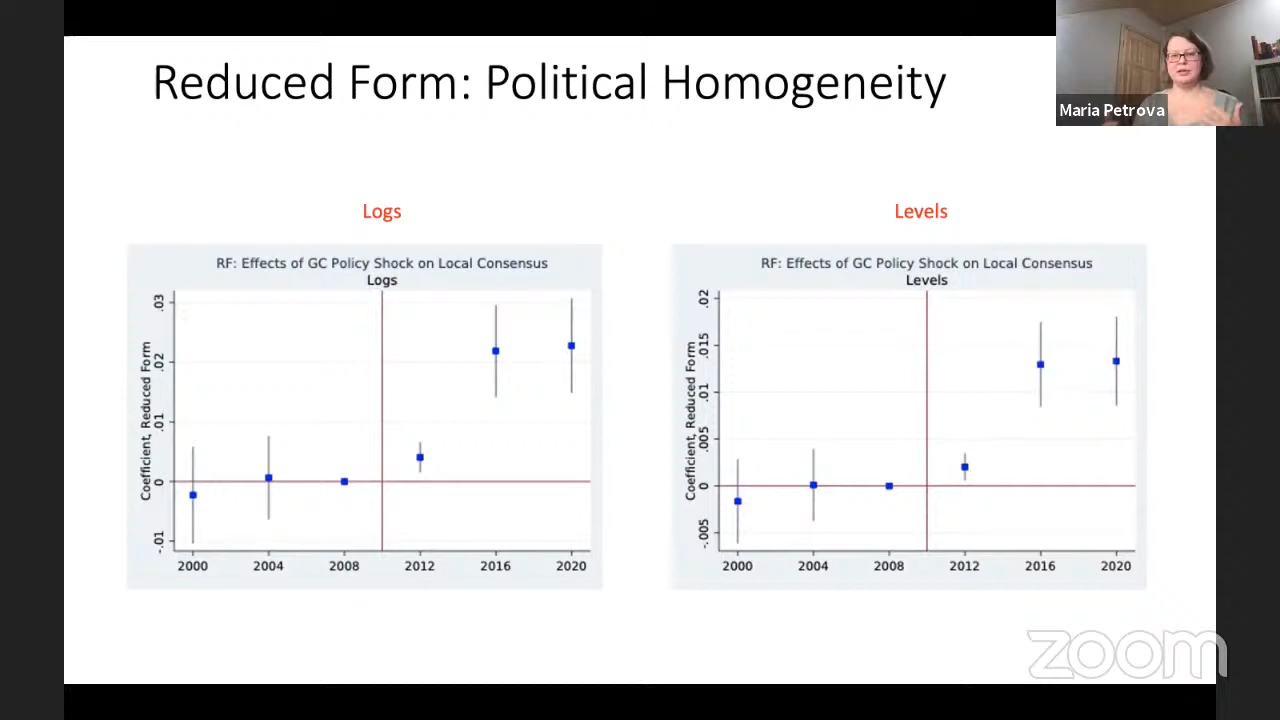 Reduced Form: Political Homogeneity
Maria Petrova
Logs
Levels
RF: Effects of GC Policy Shock on Local Consensus
Logs
Coefficient, Reduced Form
.03
.02
.01
0
-.01
2000 2004 2008 2012 2016 2020
RF: Effects of GC Policy Shock on Local Consensus
Levels
Coefficient, Reduced Form
.02
.015
.01
.005
0
-.005
2000 2004 2008 2012 2016 2020
zoom